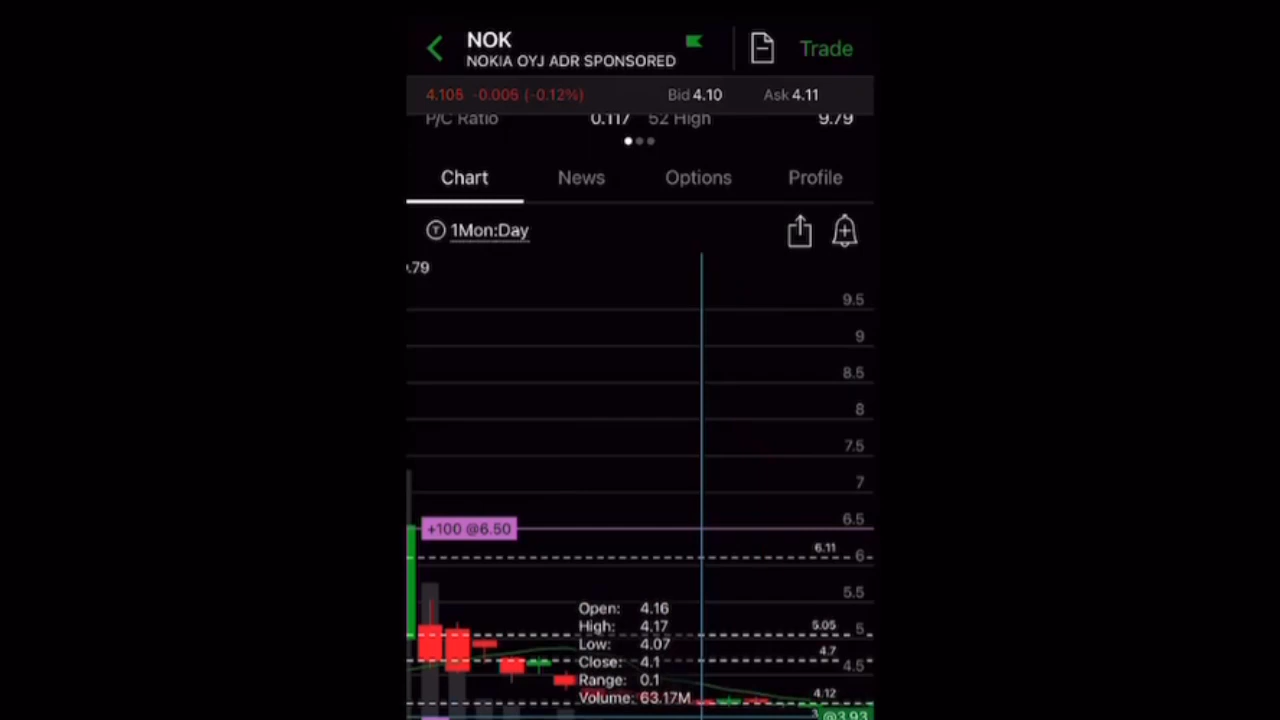 NOK
NOKIA OYJ ADR SPONSORED
Trade
4.105 -0.005 (-0.12%) Bid 4.10 Ask 4.11
P/C Ratio 0.117 52 High 9.79
Chart News Options Profile
T 1Mon:Day
.79
9.5
9
8.5
8
7.5
7
6.5
+100 @6.50
6.11
6
5.5
Open: 4.16
High: 4.17
5.05
5
Low: 4.07
4.7
Close: 4.1
4.5
Range: 0.1
4.12
Volume: 63.17M
@3.93